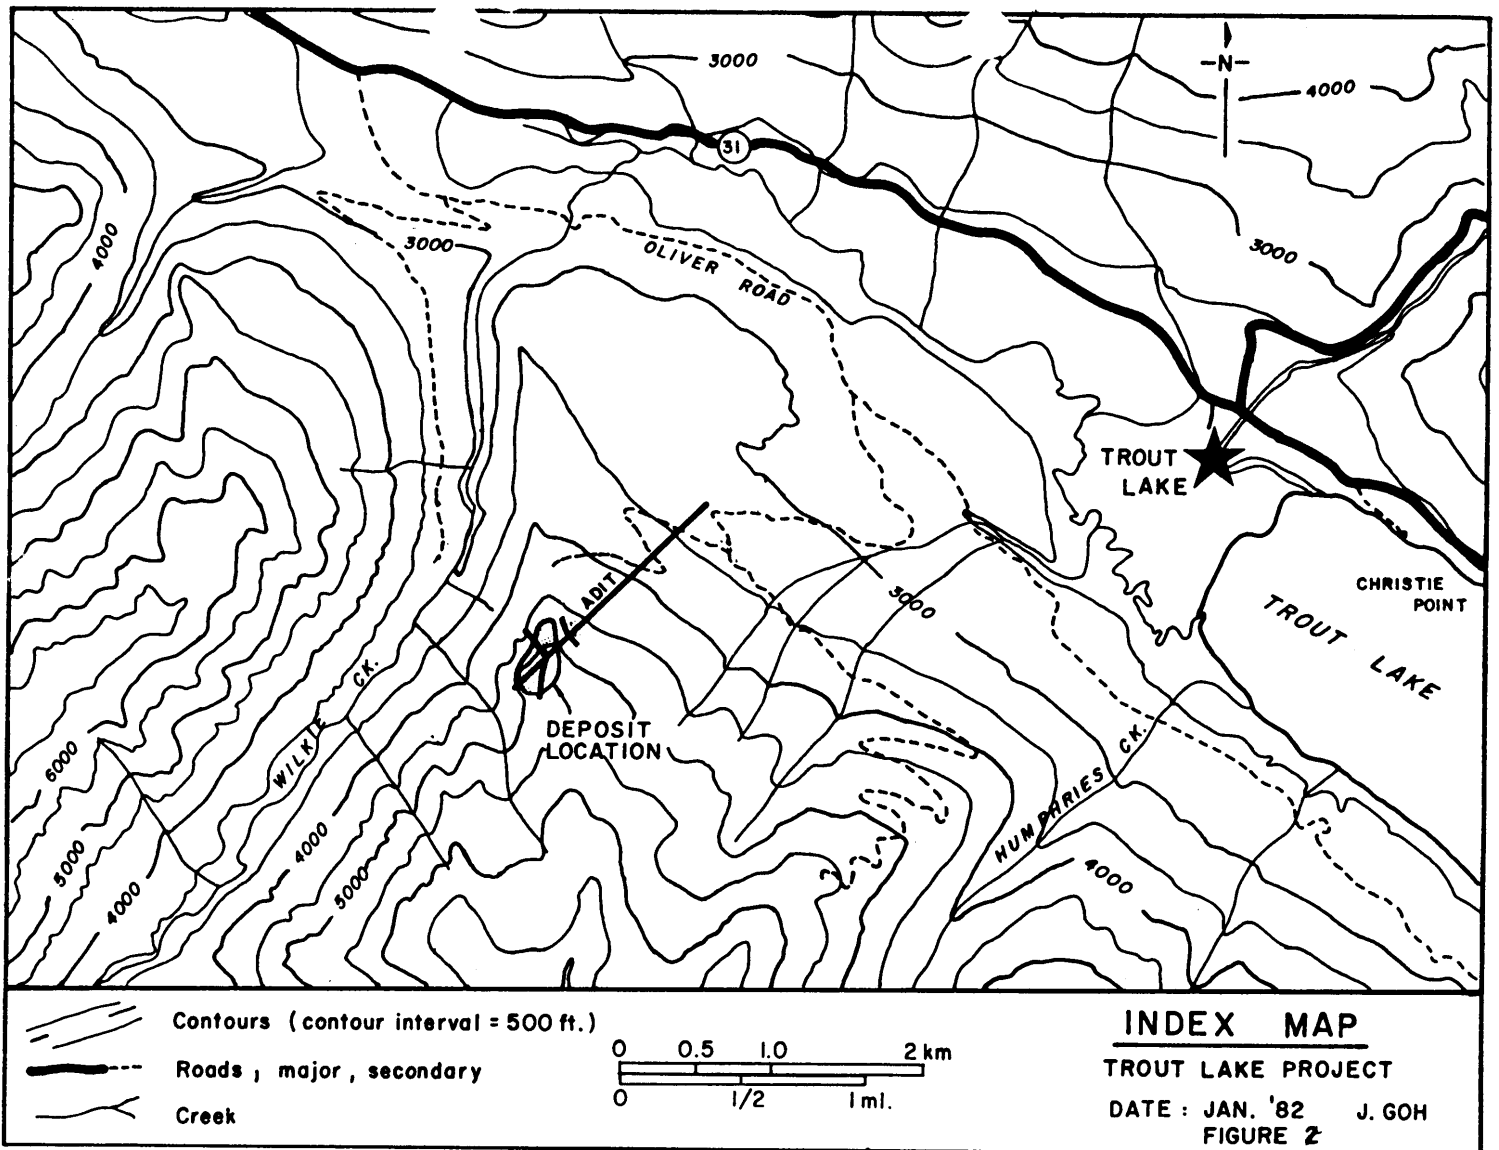 3000
N
4000
31
4000
3000
OLIVER
ROAD
3000
TROUT
LAKE
ADIT
3000
CHRISTIE
POINT
TROUT LAKE
WILKIE CK.
DEPOSIT
LOCATION
6000
HUMPHRIES CK.
5000
4000
4000
5000
4000
Contours (contour interval = 500 ft.)
Roads, major, secondary
Creek
0 0.5 1.0 2 km
0 1/2 1 mi.
INDEX MAP
TROUT LAKE PROJECT
DATE : JAN. '82 J. GOH
FIGURE 2